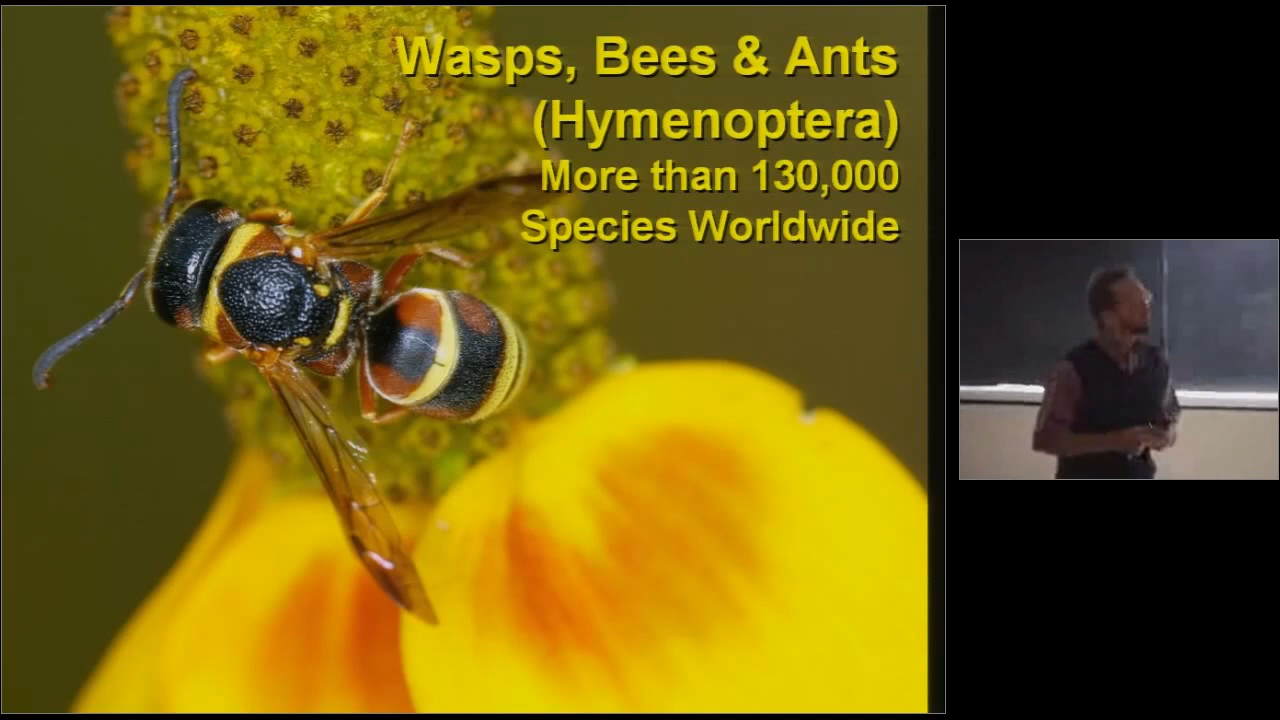 Wasps, Bees & Ants
(Hymenoptera)
More than 130,000
Species Worldwide